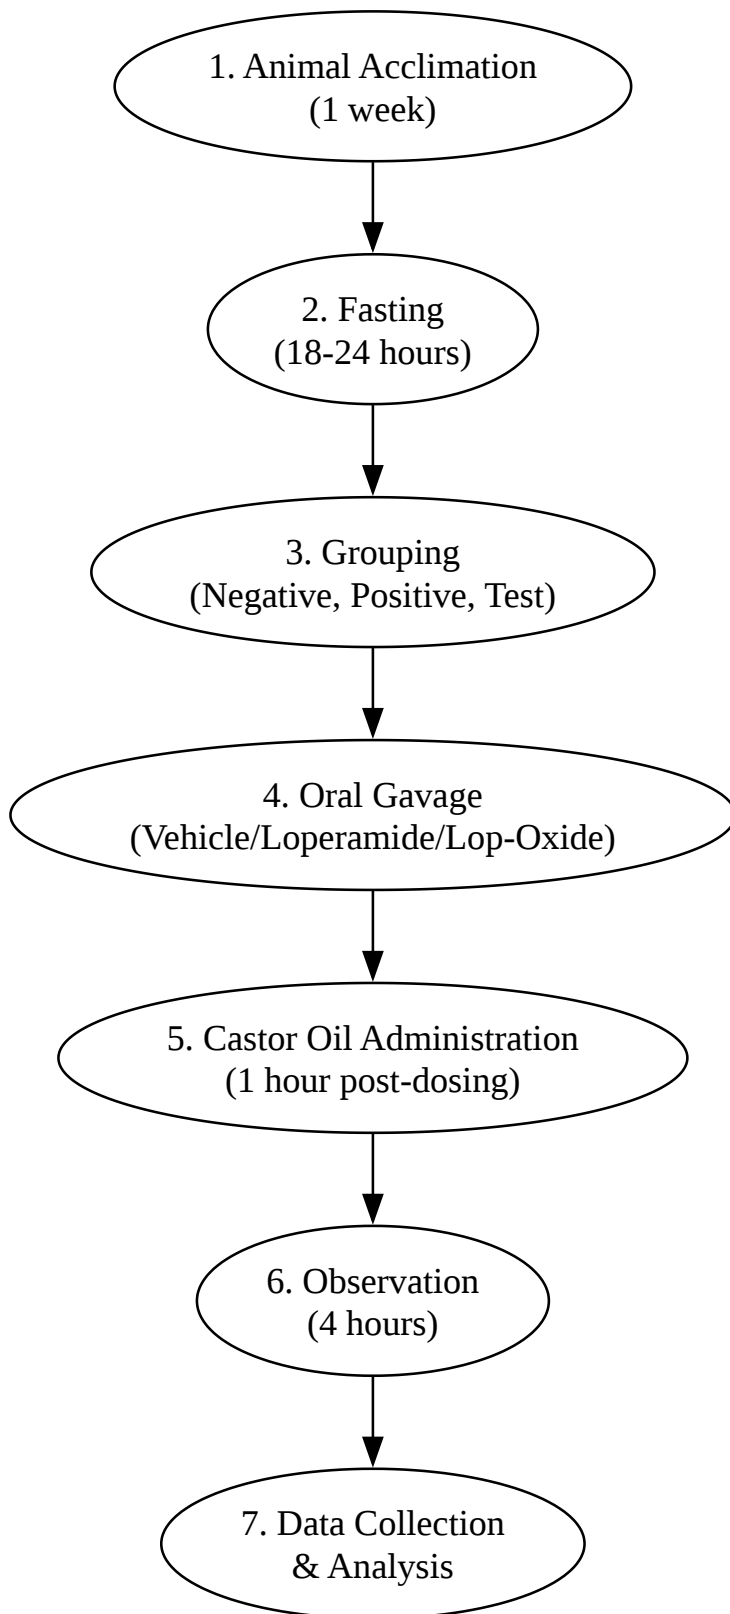 1. Animal Acclimation
(1 week)
2. Fasting
(18-24 hours)
3. Grouping
(Negative, Positive, Test)
4. Oral Gavage
(Vehicle/Loperamide/Lop-Oxide)
5. Castor Oil Administration
(1 hour post-dosing)
6. Observation
(4 hours)
7. Data Collection
& Analysis